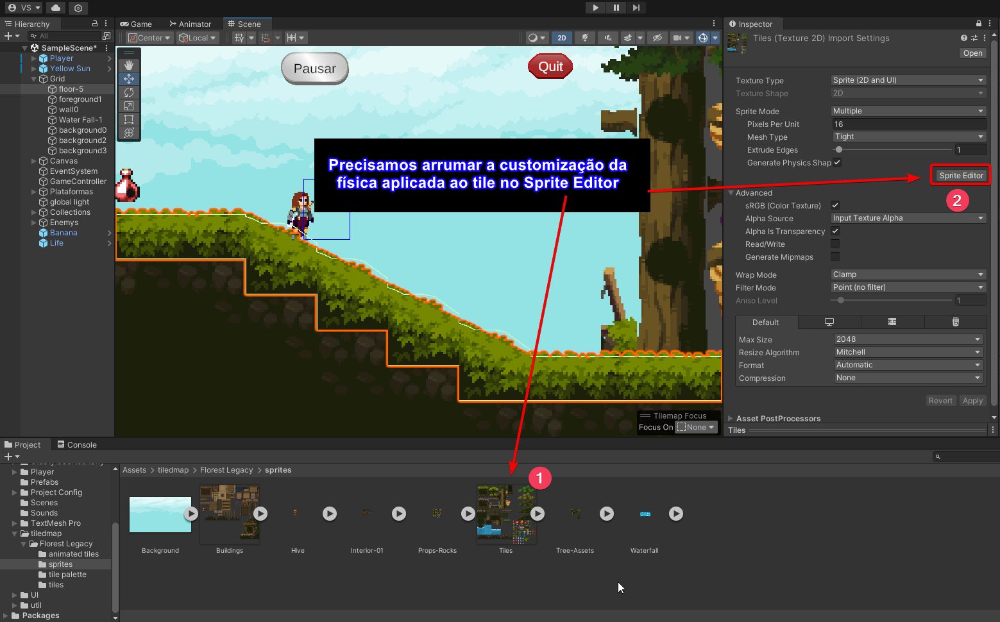 VS
Hierarchy
All
SampleScene*
Player
Yellow Sun
Grid
floor-5
foreground1
wall0
Water Fall-1
background0
background2
background3
Canvas
EventSystem
GameController
Plataformas
global light
Collections
Enemys
Banana
Life
Game
Animator
Scene
Center
Local
2D
Pausar
Quit
Precisamos arrumar a customização da
física aplicada ao tile no Sprite Editor
Tilemap Focus
Focus On
None
Inspector
Tiles (Texture 2D) Import Settings
Open
Texture Type
Sprite (2D and UI)
Texture Shape
2D
Sprite Mode
Multiple
Pixels Per Unit
16
Mesh Type
Tight
Extrude Edges
1
Generate Physics Shap
Sprite Editor
2
Advanced
sRGB (Color Texture)
Alpha Source
Input Texture Alpha
Alpha Is Transparency
Read/Write
Generate Mipmaps
Wrap Mode
Clamp
Filter Mode
Point (no filter)
Aniso Level
1
Default
Max Size
2048
Resize Algorithm
Mitchell
Format
Automatic
Compression
None
Revert
Apply
Asset PostProcessors
Tiles
Project
Console
Player
Prefabs
Project Config
Scenes
Sounds
TextMesh Pro
tiledmap
Florest Legacy
animated tiles
sprites
tile palette
tiles
UI
util
Packages
Assets > tiledmap > Florest Legacy > sprites
1
Background
Buildings
Hive
Interior-01
Props-Rocks
Tiles
Tree-Assets
Waterfall